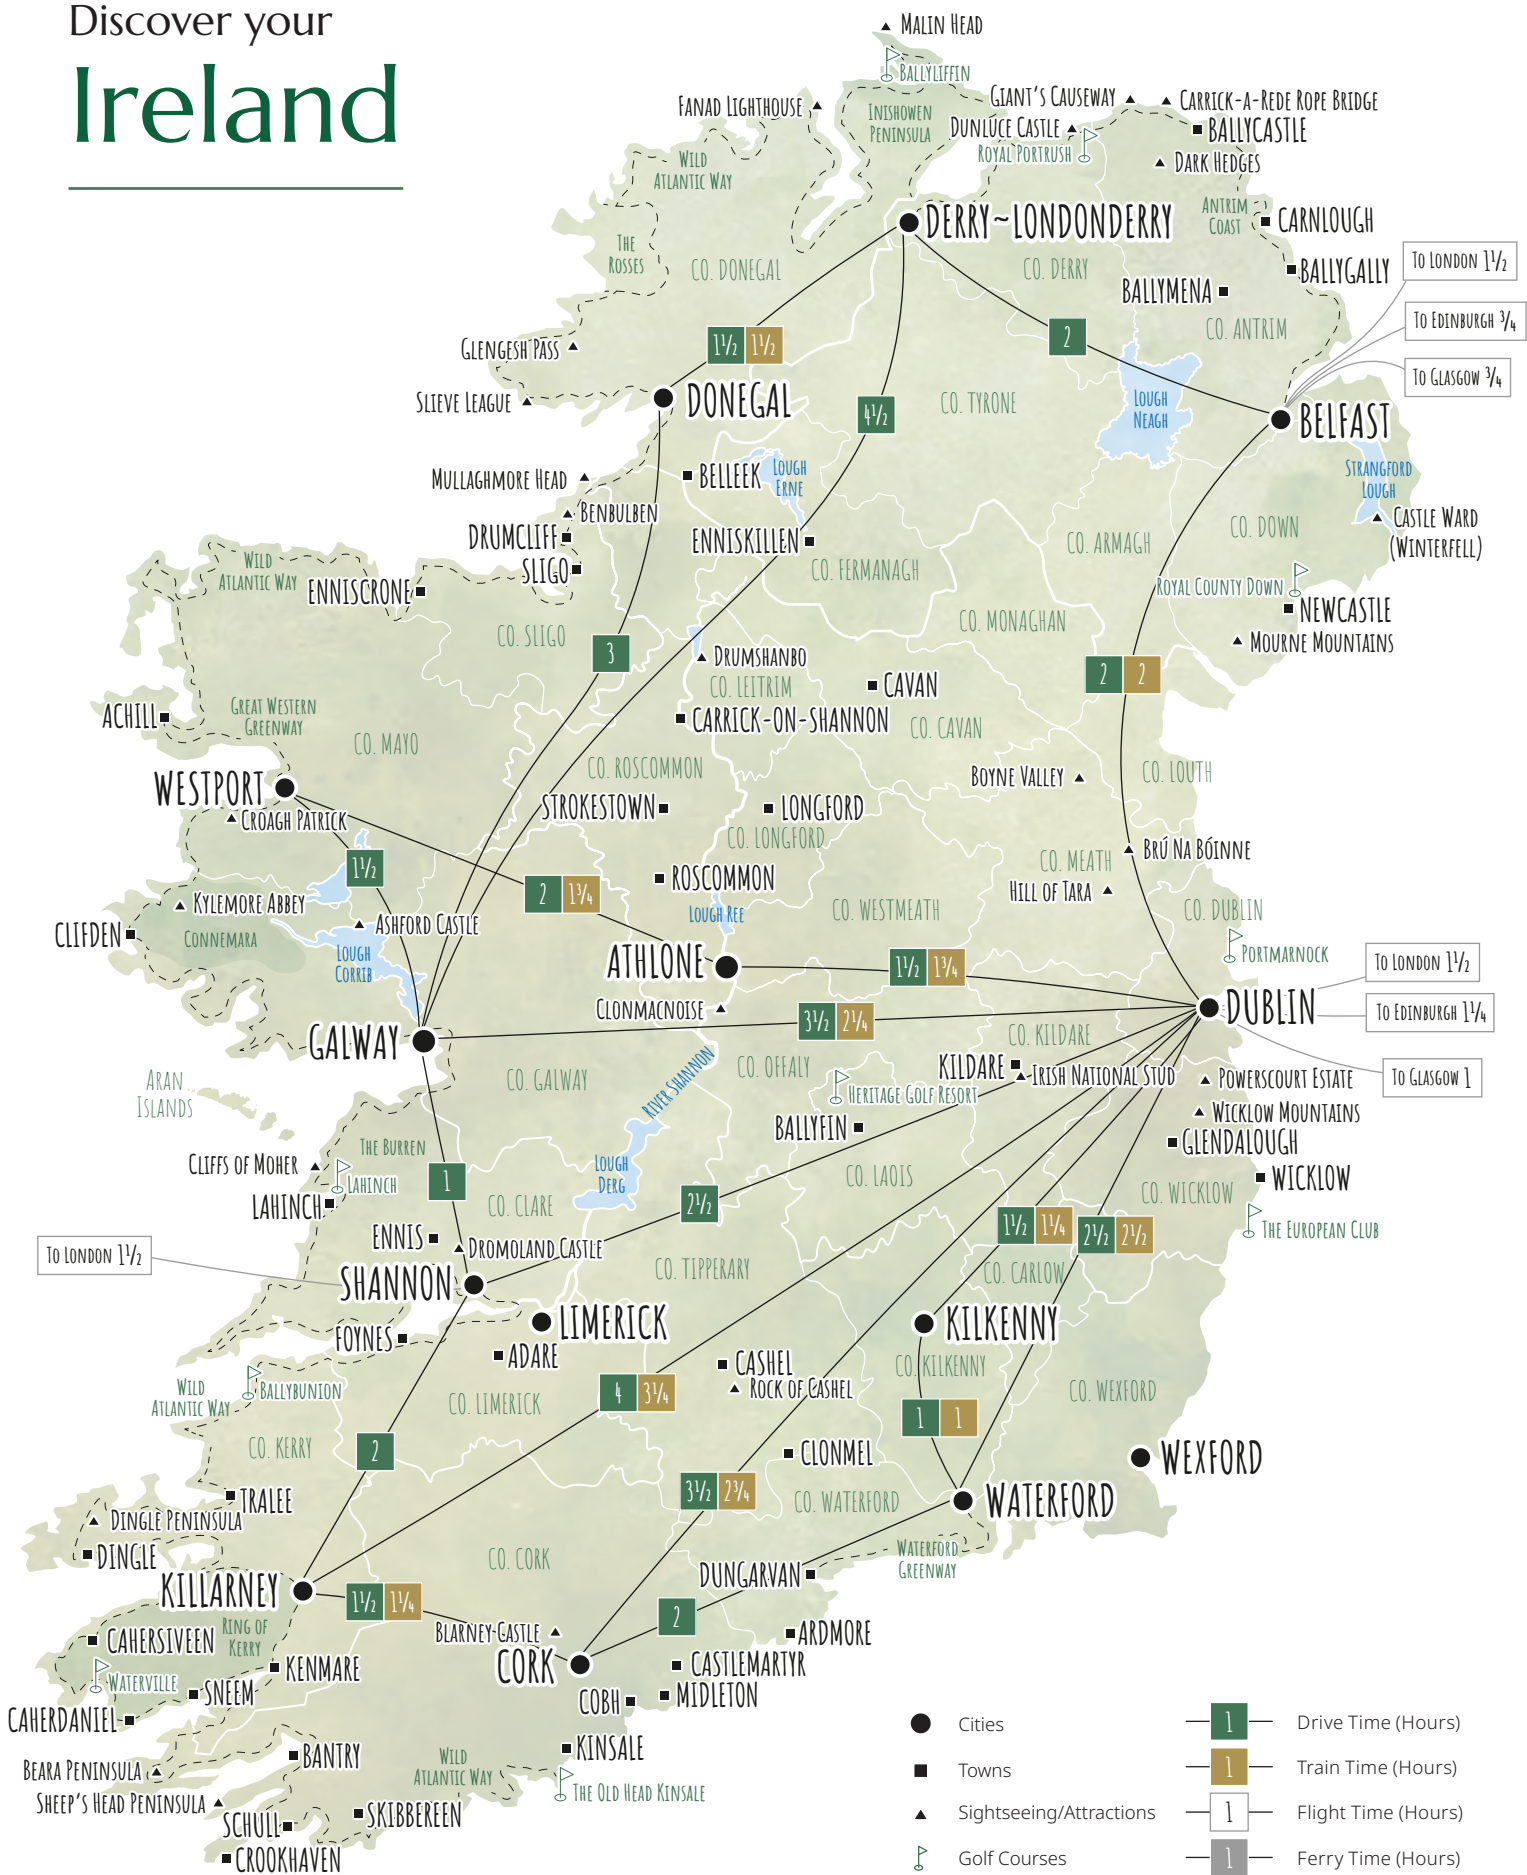 Discover your
Ireland
MALIN HEAD
BALLYLIFFIN
FANAD LIGHTHOUSE
INISHOWEN
PENINSULA
GIANT'S CAUSEWAY
CARRICK-A-REDE ROPE BRIDGE
DUNLUCE CASTLE
BALLYCASTLE
ROYAL PORTRUSH
DARK HEDGES
WILD
ATLANTIC WAY
THE
ROSSES
ANTRIM
COAST
CARNLOUGH
DERRY~LONDONDERRY
CO. DONEGAL
CO. DERRY
BALLYGALLY
BALLYMENA
TO LONDON 1½
TO EDINBURGH ¾
TO GLASGOW ¾
CO. ANTRIM
GLENGESH PASS
1½ 1½
2
SLIEVE LEAGUE
DONEGAL
4½
CO. TYRONE
LOUGH
NEAGH
BELFAST
MULLAGHMORE HEAD
BELLEEK
LOUGH
ERNE
STRANGFORD
LOUGH
BENBULBEN
DRUMCLIFF
SLIGO
ENNISKILLEN
CO. FERMANAGH
CO. ARMAGH
CO. DOWN
CASTLE WARD
(WINTERFELL)
WILD
ATLANTIC WAY
ENNISCRONE
ROYAL COUNTY DOWN
NEWCASTLE
MOURNE MOUNTAINS
CO. SLIGO
3
CO. MONAGHAN
DRUMSHANBO
CO. LEITRIM
CAVAN
2 2
ACHILL
GREAT WESTERN
GREENWAY
CO. MAYO
CARRICK-ON-SHANNON
CO. CAVAN
CO. ROSCOMMON
BOYNE VALLEY
CO. LOUTH
WESTPORT
CROAGH PATRICK
STROKESTOWN
LONGFORD
CO. LONGFORD
1½
2 1¾
ROSCOMMON
CO. MEATH
BRÚ NA BÓINNE
HILL OF TARA
KYLEMORE ABBEY
CLIFDEN
CONNEMARA
ASHFORD CASTLE
LOUGH
CORRIB
LOUGH REE
CO. WESTMEATH
CO. DUBLIN
PORTMARNOCK
ATHLONE
1½ 1¾
TO LONDON 1½
TO EDINBURGH 1¼
TO GLASGOW 1
CLONMACNOISE
3½ 2¼
DUBLIN
GALWAY
CO. KILDARE
KILDARE
IRISH NATIONAL STUD
ARAN
ISLANDS
CO. GALWAY
RIVER SHANNON
CO. OFFALY
HERITAGE GOLF RESORT
POWERSCOURT ESTATE
WICKLOW MOUNTAINS
BALLYFIN
GLENDALOUGH
THE BURREN
CLIFFS OF MOHER
LAHINCH
LAHINCH
1
LOUGH
DERG
CO. LAOIS
WICKLOW
CO. WICKLOW
CO. CLARE
2½
THE EUROPEAN CLUB
ENNIS
DROMOLAND CASTLE
1½ 1¼
2½ 2½
TO LONDON 1½
SHANNON
CO. TIPPERARY
CO. CARLOW
LIMERICK
KILKENNY
FOYNES
ADARE
CASHEL
ROCK OF CASHEL
CO. KILKENNY
WILD
ATLANTIC WAY
BALLYBUNION
CO. LIMERICK
4 3¼
CO. WEXFORD
CO. KERRY
2
1 1
CLONMEL
WEXFORD
TRALEE
DINGLE PENINSULA
DINGLE
3½ 2¾
CO. WATERFORD
WATERFORD
CO. CORK
WATERFORD
GREENWAY
DUNGARVAN
KILLARNEY
1½ 1¼
2
RING OF
KERRY
CAHERSIVEEN
BLARNEY CASTLE
ARDMORE
CORK
WATERVILLE
KENMARE
SNEEM
CASTLEMARTYR
COBH
MIDLETON
CAHERDANIEL
BANTRY
KINSALE
WILD
ATLANTIC WAY
THE OLD HEAD KINSALE
BEARA PENINSULA
SHEEP'S HEAD PENINSULA
SCHULL
SKIBBEREEN
CROOKHAVEN
Cities
Towns
Sightseeing/Attractions
Golf Courses
1 Drive Time (Hours)
1 Train Time (Hours)
1 Flight Time (Hours)
1 Ferry Time (Hours)